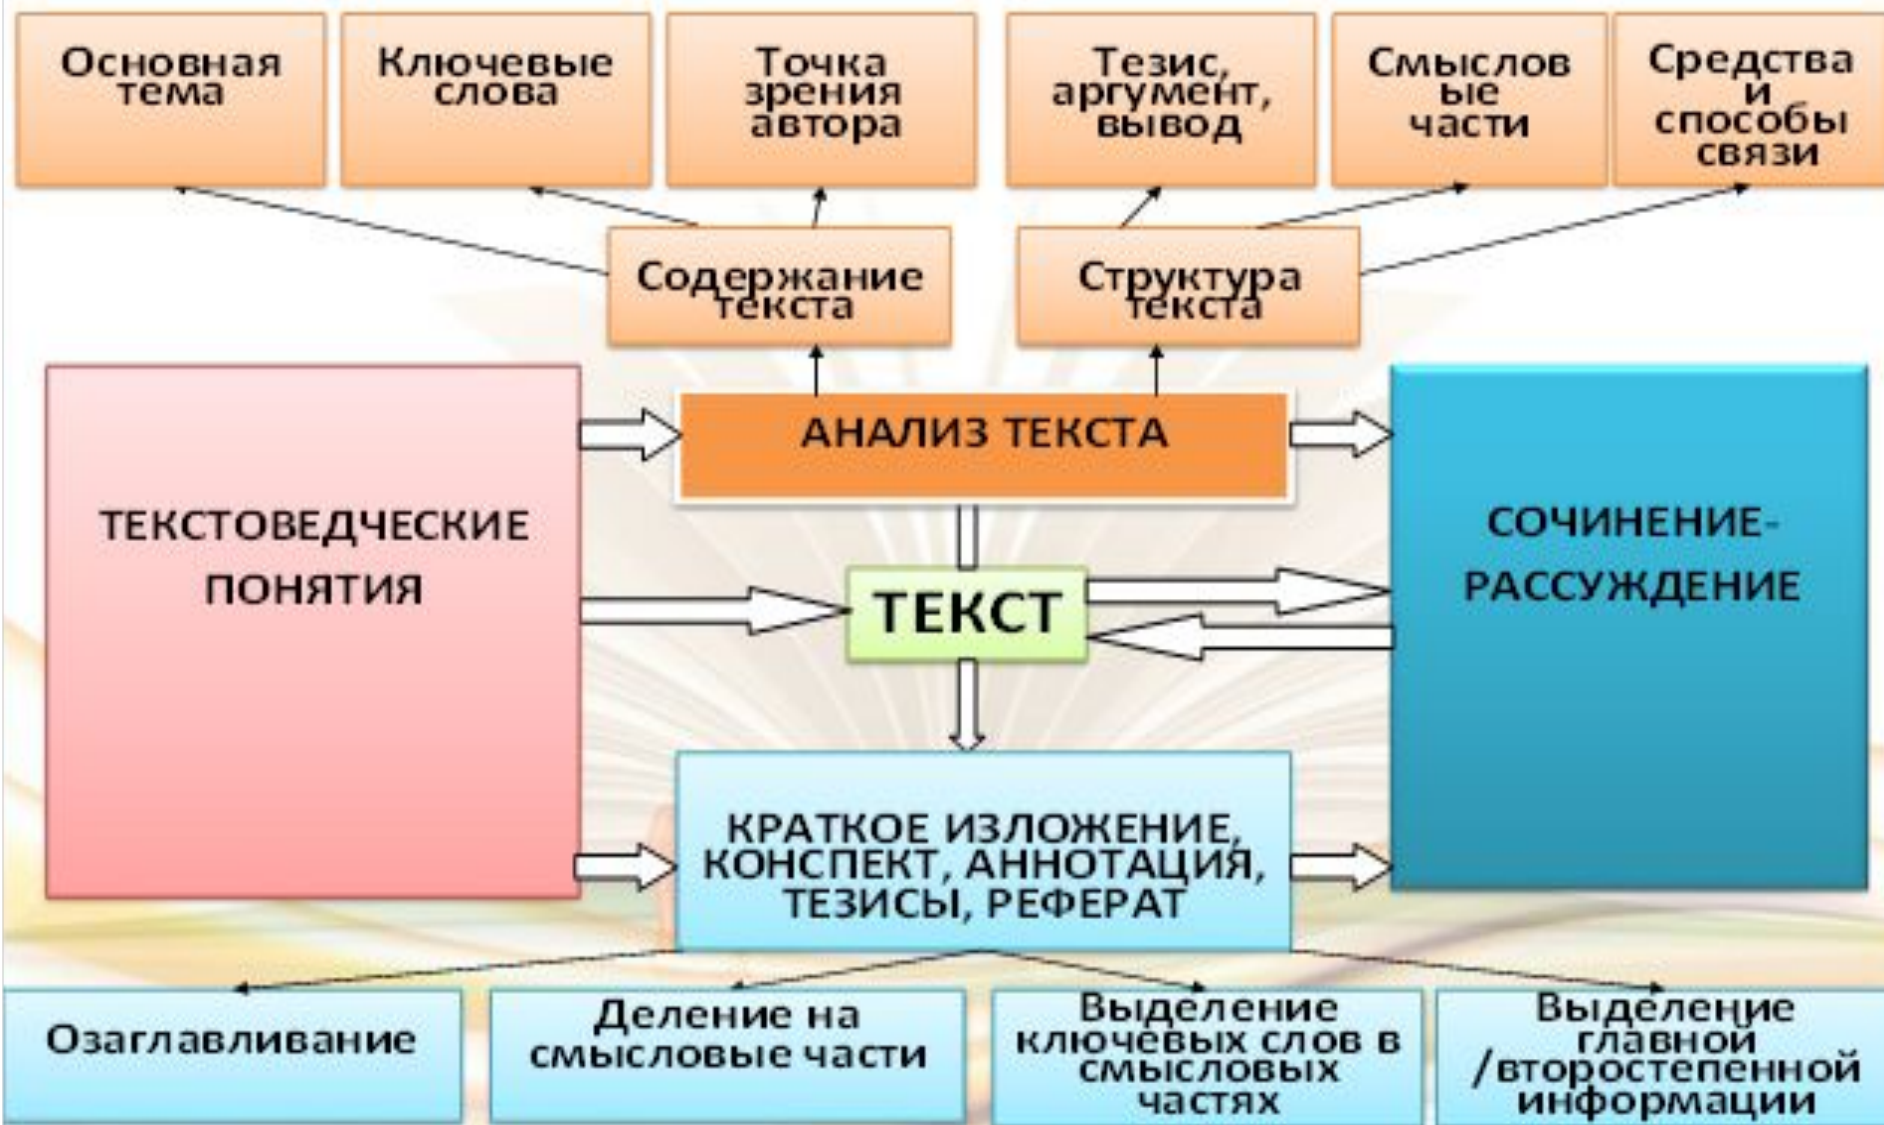 Основная
тема
Ключевые
слова
Точка
зрения
автора
Тезис,
аргумент,
вывод
Смыслов
ые
части
Средства
и
способы
связи
Содержание
текста
Структура
текста
АНАЛИЗ ТЕКСТА
ТЕКСТОВЕДЧЕСКИЕ
ПОНЯТИЯ
ТЕКСТ
СОЧИНЕНИЕ-
РАССУЖДЕНИЕ
КРАТКОЕ ИЗЛОЖЕНИЕ,
КОНСПЕКТ, АННОТАЦИЯ,
ТЕЗИСЫ, РЕФЕРАТ
Озаглавливание
Деление на
смысловые части
Выделение
ключевых слов в
смысловых
частях
Выделение
главной
/второстепенной
информации